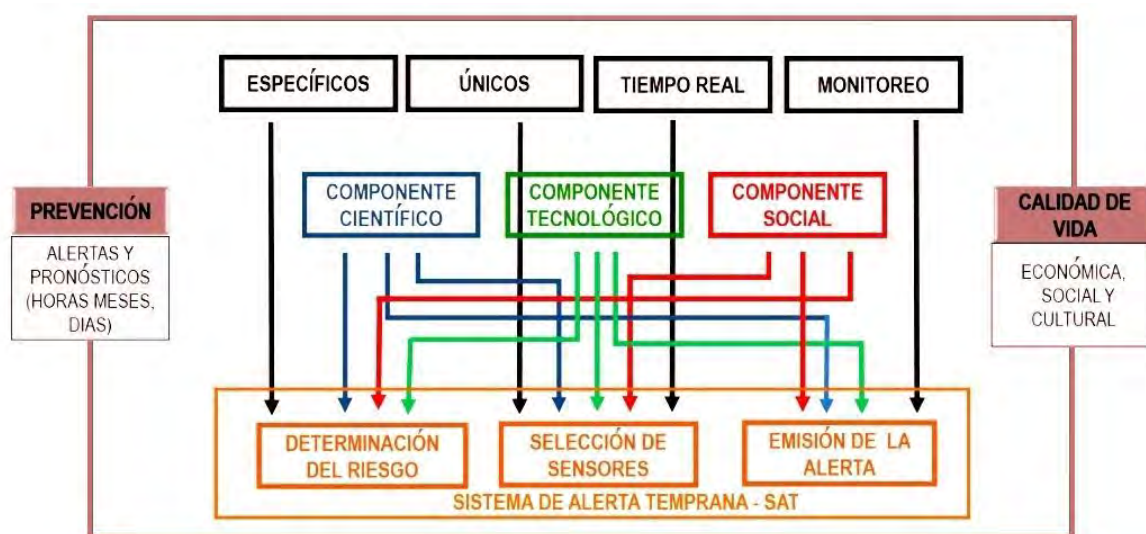 ESPECÍFICOS
ÚNICOS
TIEMPO REAL
MONITOREO
COMPONENTE
CIENTÍFICO
COMPONENTE
TECNOLÓGICO
COMPONENTE
SOCIAL
PREVENCIÓN
ALERTAS Y
PRONÓSTICOS
(HORAS MESES,
DIAS)
CALIDAD DE
VIDA
ECONÓMICA,
SOCIAL Y
CULTURAL
DETERMINACIÓN
DEL RIESGO
SELECCIÓN DE
SENSORES
EMISIÓN DE LA
ALERTA
SISTEMA DE ALERTA TEMPRANA - SAT